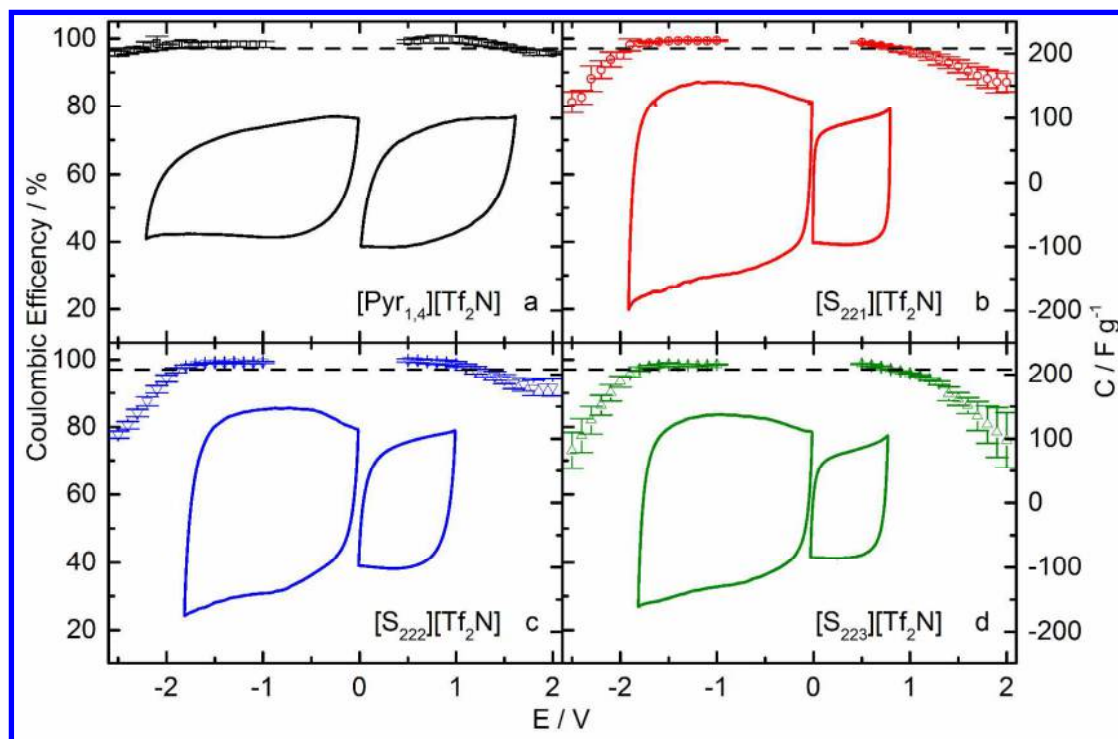 100
80
60
40
20
[Pyr1,4][Tf2N] a
200
100
0
-100
-200
[S221][Tf2N] b
100
80
60
40
20
[S222][Tf2N] c
200
100
0
-100
-200
[S223][Tf2N] d
-2 -1 0 1 2
-2 -1 0 1 2
Coulombic Efficency / %
C / F g-1
E / V